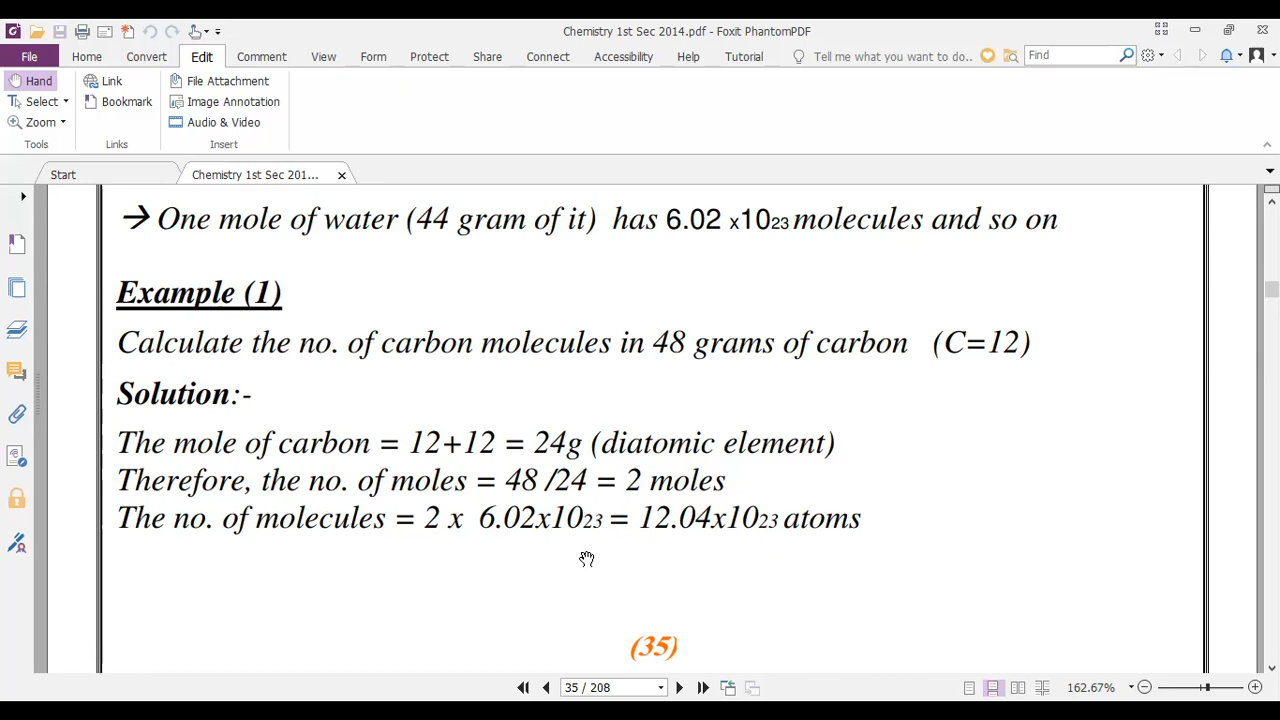 Chemistry 1st Sec 2014.pdf - Foxit PhantomPDF
File Home Convert Edit Comment View Form Protect Share Connect Accessibility Help Tutorial Tell me what you want to do.. Find
Hand Link File Attachment
Select Bookmark Image Annotation
Zoom Audio & Video
Tools Links Insert
Start Chemistry 1st Sec 201...
→ One mole of water (44 gram of it) has 6.02 x1023 molecules and so on
Example (1)
Calculate the no. of carbon molecules in 48 grams of carbon (C=12)
Solution:-
The mole of carbon = 12+12 = 24g (diatomic element)
Therefore, the no. of moles = 48 /24 = 2 moles
The no. of molecules = 2 x 6.02x1023 = 12.04x1023 atoms
(35)
35 / 208 162.67%